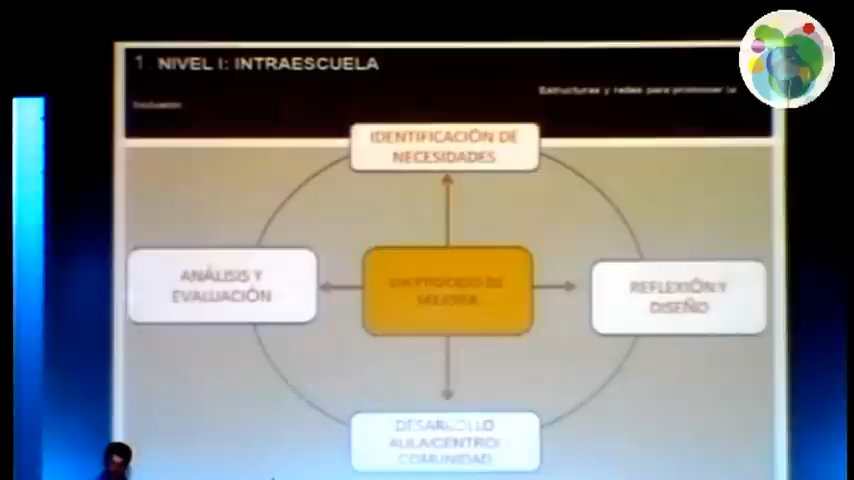 1. NIVEL I: INTRAESCUELA
Estructuras y redes para promover la
Inclusión
IDENTIFICACIÓN DE
NECESIDADES
ANÁLISIS Y
EVALUACIÓN
UN PROCESO DE
MEJORA
REFLEXIÓN Y
DISEÑO
DESARROLLO
AULA/CENTRO/
COMUNIDAD